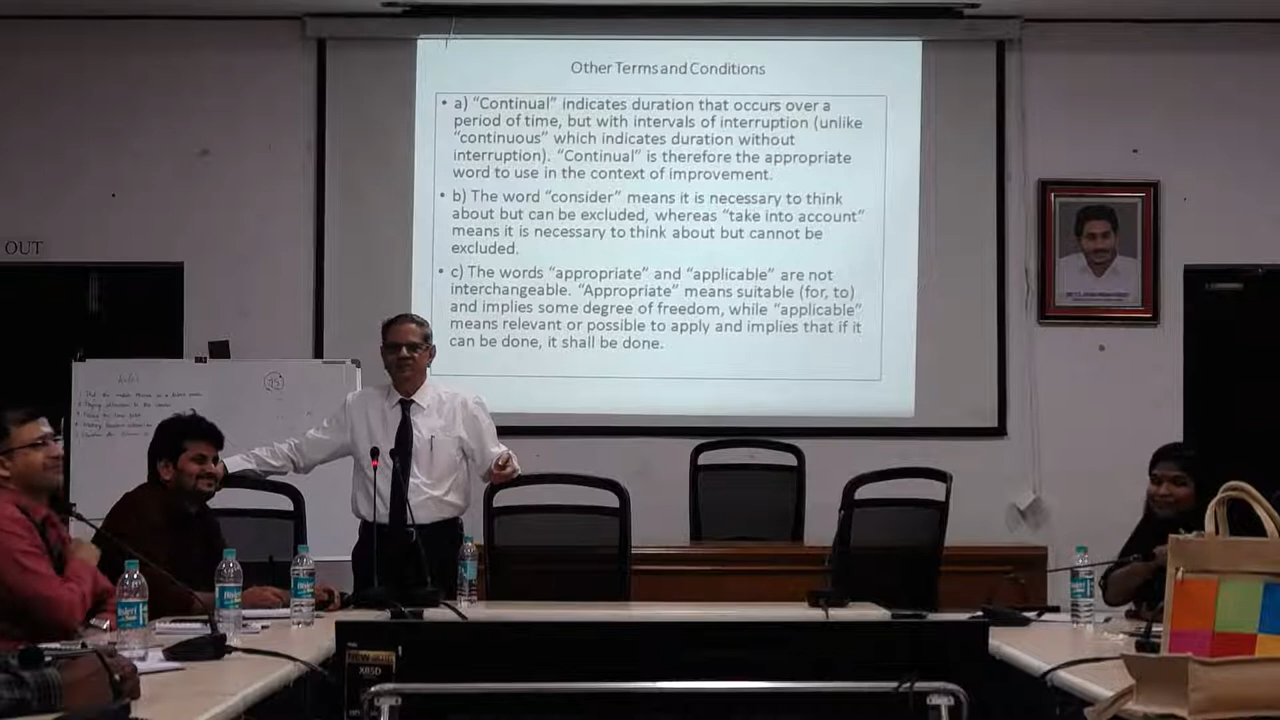 Other Terms and Conditions
• a) “Continual” indicates duration that occurs over a
period of time, but with intervals of interruption (unlike
“continuous” which indicates duration without
interruption). “Continual” is therefore the appropriate
word to use in the context of improvement.
• b) The word “consider” means it is necessary to think
about but can be excluded, whereas “take into account”
means it is necessary to think about but cannot be
excluded.
• c) The words “appropriate” and “applicable” are not
interchangeable. “Appropriate” means suitable (for, to)
and implies some degree of freedom, while “applicable”
means relevant or possible to apply and implies that if it
can be done, it shall be done.
OUT
Rules
95
Bisleri
Bisleri
X85D